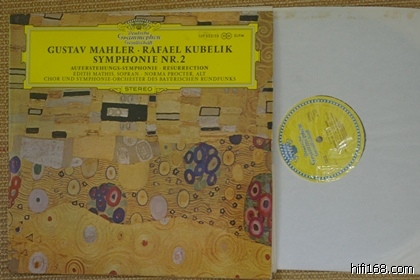 Deutsche
Grammophon
Gesellschaft
GUSTAV MAHLER · RAFAEL KUBELIK
SYMPHONIE NR. 2
AUFERSTEHUNGS-SYMPHONIE · RESURRECTION
EDITH MATHIS, SOPRAN · NORMA PROCTER, ALT
CHOR UND SYMPHONIE-ORCHESTER DES BAYERISCHEN RUNDFUNKS
STEREO
hifi168.com